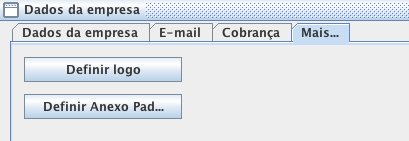 Dados da empresa
Dados da empresa E-mail Cobrança Mais...
Definir logo
Definir Anexo Pad...